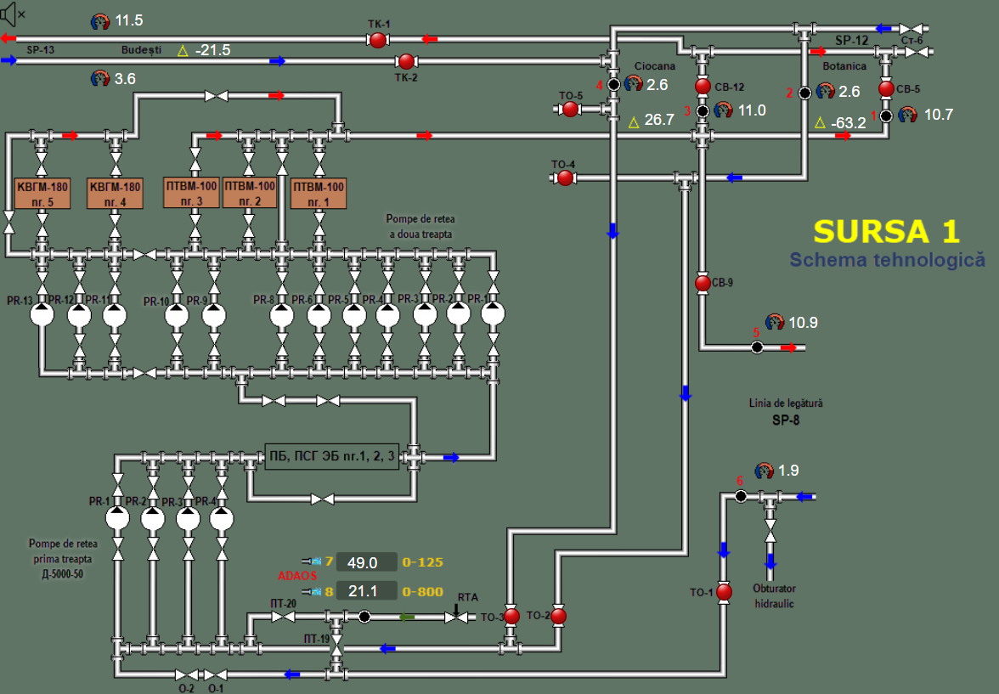 11.5
ТК-1
SP-13
Budești
△ -21.5
3.6
ТК-2
Ciocana
4
2.6
△ 26.7
ТО-5
СВ-12
3
11.0
SP-12
Ст-6
Botanica
2
2.6
△ -63.2
СВ-5
1
10.7
ТО-4
КВГМ-180
nr. 5
КВГМ-180
nr. 4
ПТВМ-100
nr. 3
ПТВМ-100
nr. 2
ПТВМ-100
nr. 1
Pompe de retea
a doua treapta
SURSA 1
Schema tehnologică
PR-13
PR-12
PR-11
PR-10
PR-9
PR-8
PR-6
PR-5
PR-4
PR-3
PR-2
PR-1
СВ-9
5
10.9
Linia de legătură
SP-8
ПБ, ПСГ ЭБ nr.1, 2, 3
6
1.9
PR-1
PR-2
PR-3
PR-4
Pompe de retea
prima treapta
Д-5000-50
ADAOS
7
49.0
0-125
8
21.1
0-800
ПТ-20
RTA
ТО-3
ТО-2
ТО-1
Obturator
hidraulic
ПТ-19
О-2
О-1